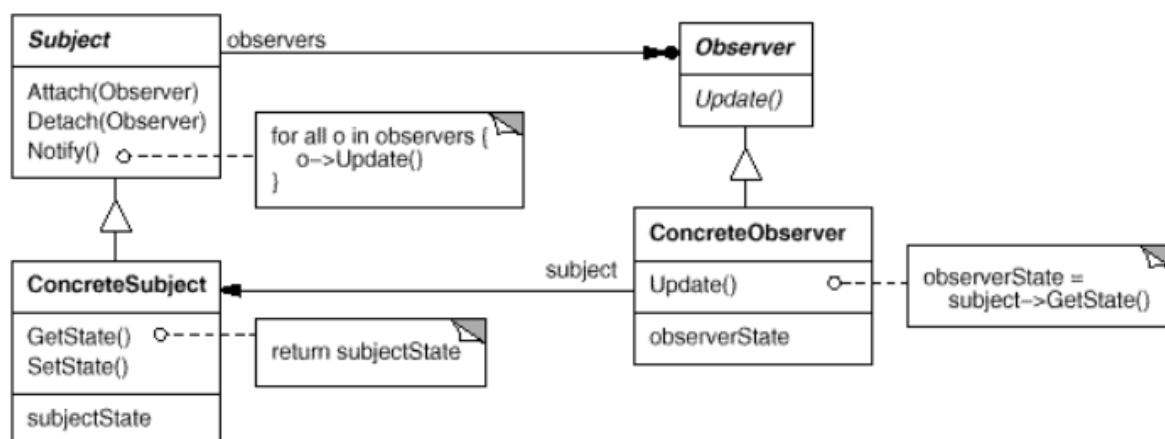 Subject
observers
Observer
Attach(Observer)
Detach(Observer)
Notify()
for all o in observers {
o->Update()
}
Update()
ConcreteSubject
subject
ConcreteObserver
GetState()
SetState()
return subjectState
Update()
observerState =
subject->GetState()
observerState
subjectState